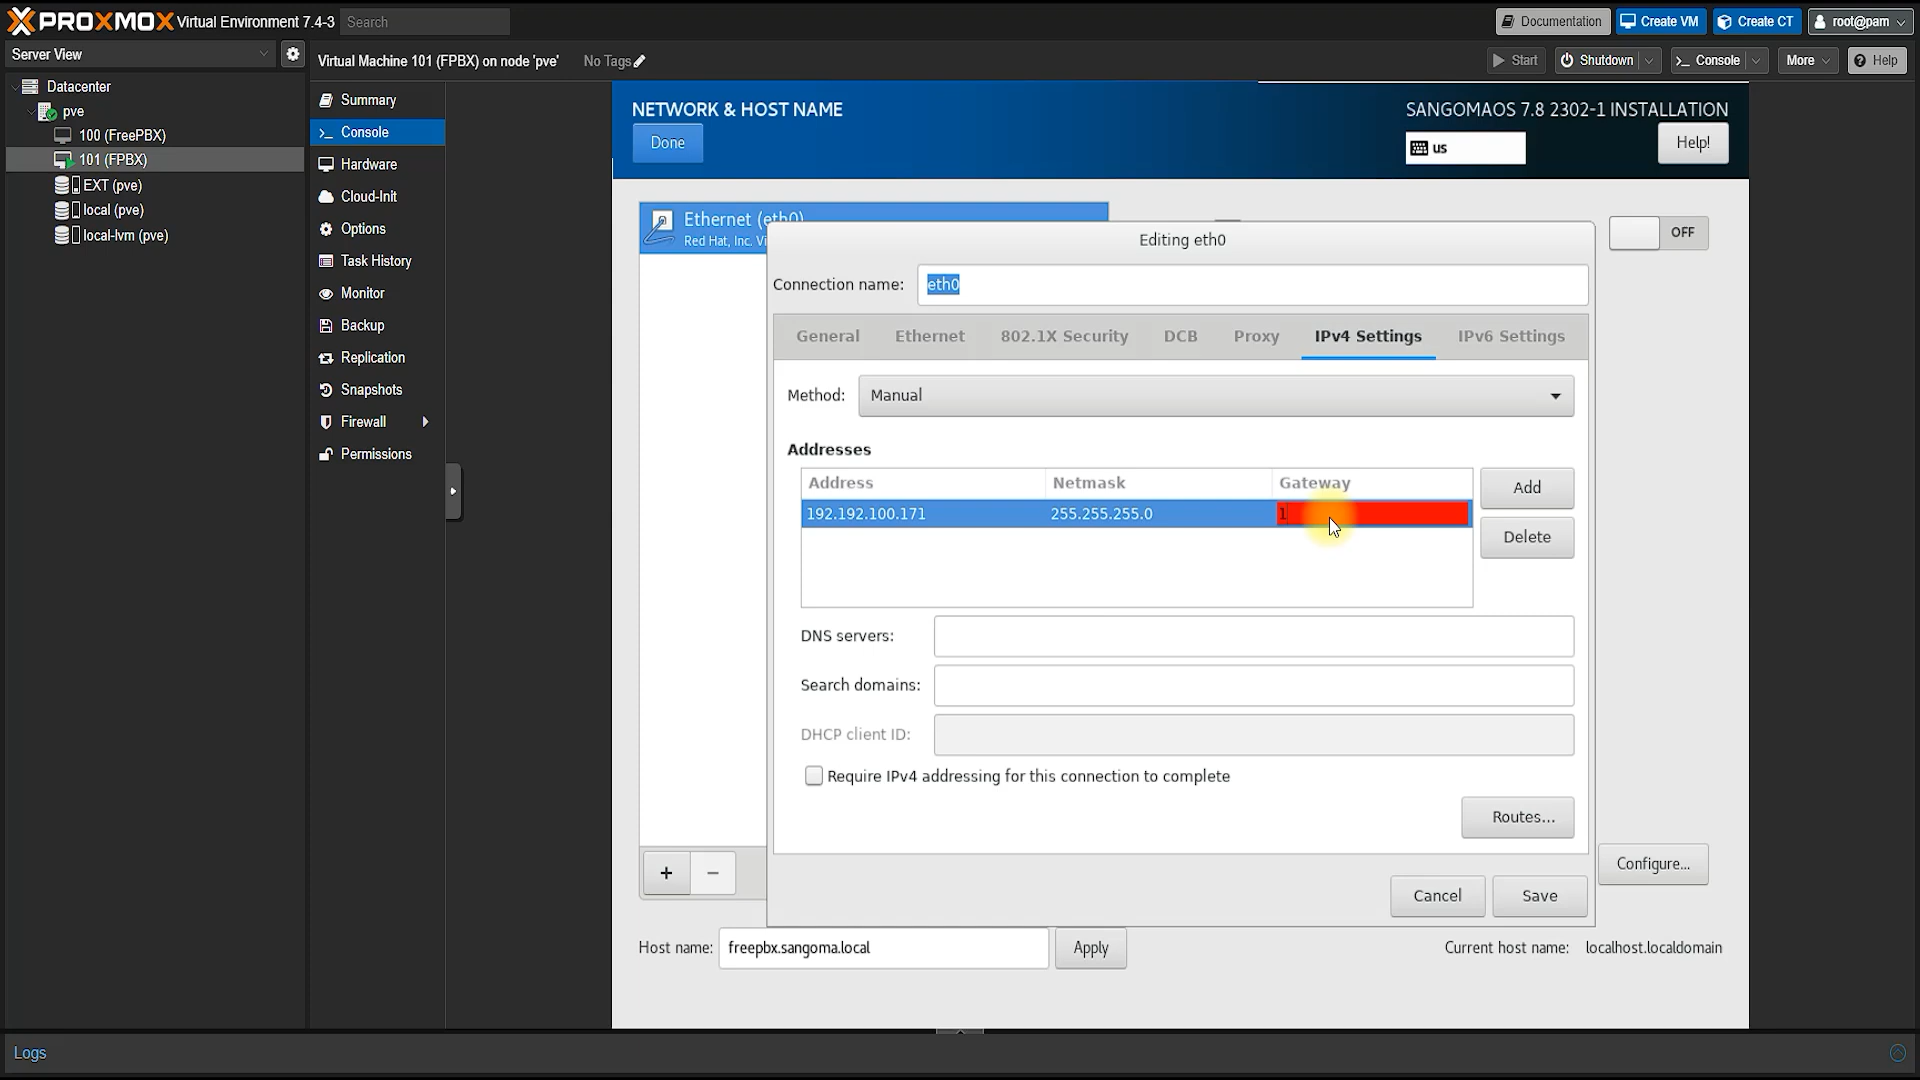 PROXMOX Virtual Environment 7.4-3 Search
Documentation Create VM Create CT root@pam
Server View
Virtual Machine 101 (FPBX) on node 'pve' No Tags
Start Shutdown Console More Help
Datacenter
pve
100 (FreePBX)
101 (FPBX)
EXT (pve)
local (pve)
local-lvm (pve)
Summary
Console
Hardware
Cloud-Init
Options
Task History
Monitor
Backup
Replication
Snapshots
Firewall
Permissions
NETWORK & HOST NAME
Done
SANGOMAOS 7.8 2302-1 INSTALLATION
us
Help!
Ethernet (eth0)
Red Hat, Inc. Vi
OFF
Editing eth0
Connection name: eth0
General Ethernet 802.1X Security DCB Proxy IPv4 Settings IPv6 Settings
Method: Manual
Addresses
Address Netmask Gateway
192.192.100.171 255.255.255.0 1
Add
Delete
DNS servers:
Search domains:
DHCP client ID:
Require IPv4 addressing for this connection to complete
Routes...
Cancel Save
+ −
Configure...
Host name: freepbx.sangoma.local Apply
Current host name: localhost.localdomain
Logs